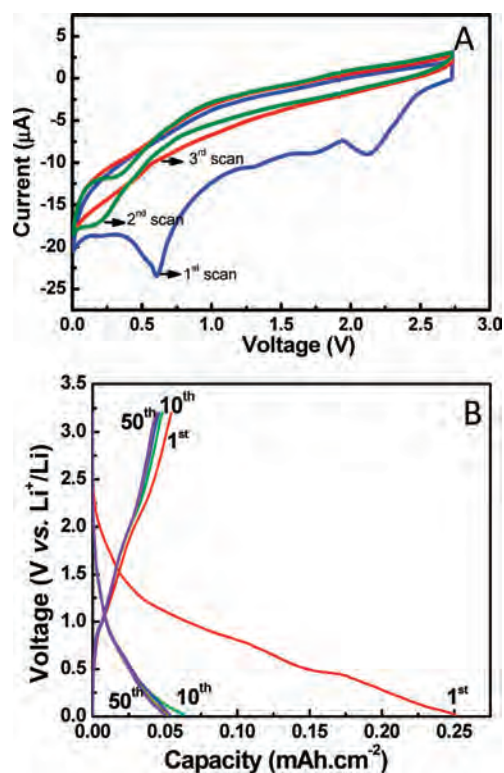 A
5
0
-5
-10
-15
-20
-25
Current (μA)
3rd scan
2nd scan
1st scan
0.0 0.5 1.0 1.5 2.0 2.5 3.0
Voltage (V)
B
3.5
3.0
2.5
2.0
1.5
1.0
0.5
0.0
Voltage (V vs. Li+/Li)
50th 10th
1st
50th 10th 1st
0.00 0.05 0.10 0.15 0.20 0.25
Capacity (mAh.cm-2)